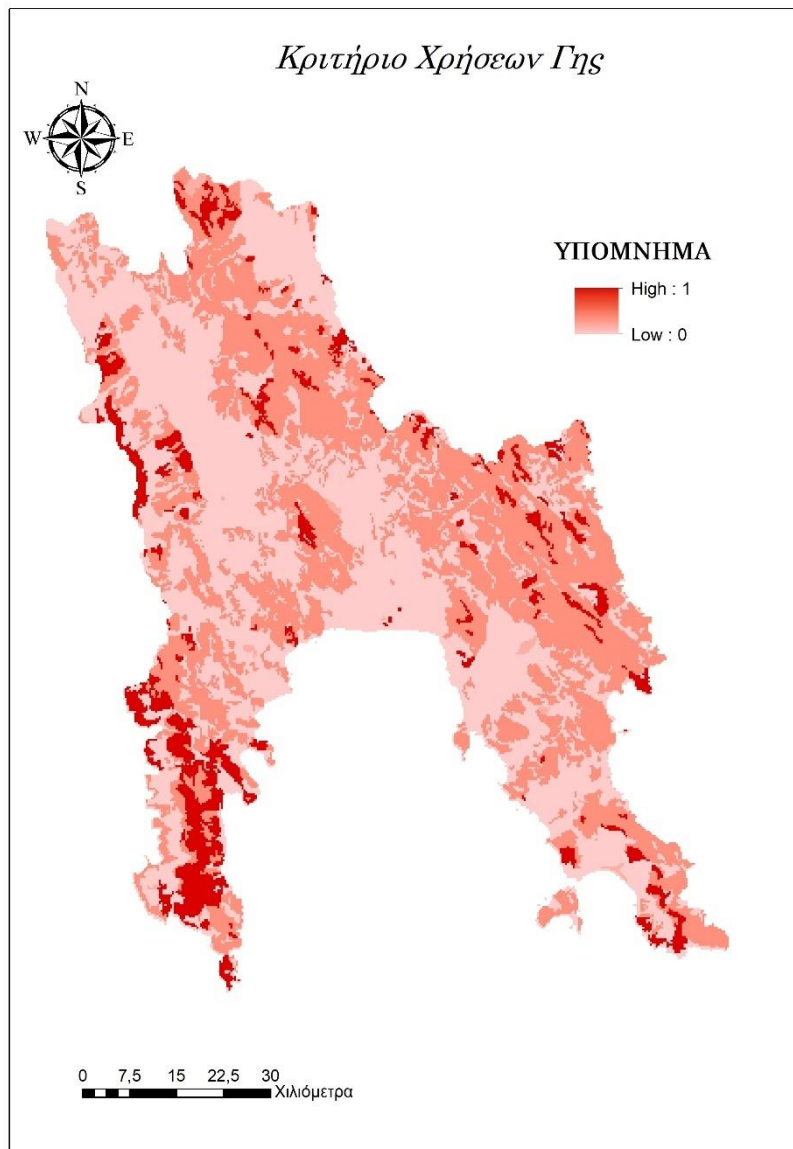 Κριτήριο Χρήσεων Γης
N
W E
S
ΥΠΟΜΝΗΜΑ
High : 1
Low : 0
0 7,5 15 22,5 30
Χιλιόμετρα